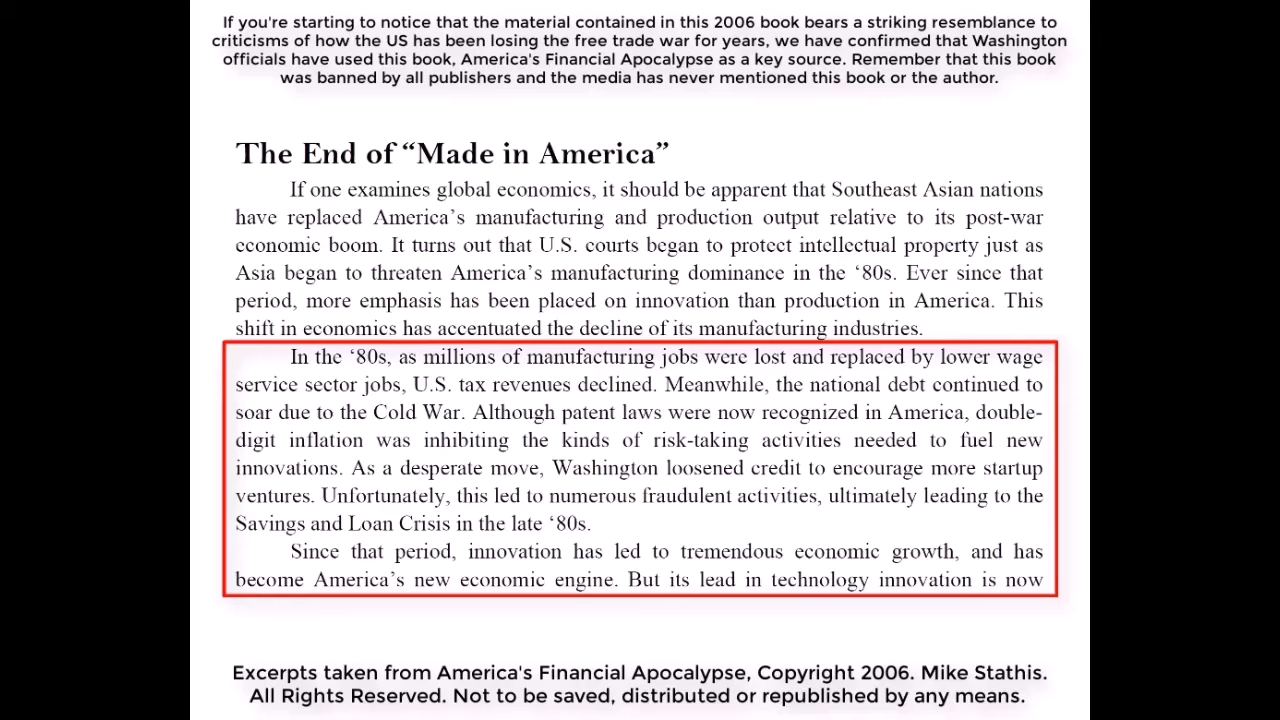 If you're starting to notice that the material contained in this 2006 book bears a striking resemblance to
criticisms of how the US has been losing the free trade war for years, we have confirmed that Washington
officials have used this book, America's Financial Apocalypse as a key source. Remember that this book
was banned by all publishers and the media has never mentioned this book or the author.
The End of “Made in America”
If one examines global economics, it should be apparent that Southeast Asian nations
have replaced America’s manufacturing and production output relative to its post-war
economic boom. It turns out that U.S. courts began to protect intellectual property just as
Asia began to threaten America’s manufacturing dominance in the ‘80s. Ever since that
period, more emphasis has been placed on innovation than production in America. This
shift in economics has accentuated the decline of its manufacturing industries.
In the ‘80s, as millions of manufacturing jobs were lost and replaced by lower wage
service sector jobs, U.S. tax revenues declined. Meanwhile, the national debt continued to
soar due to the Cold War. Although patent laws were now recognized in America, double-
digit inflation was inhibiting the kinds of risk-taking activities needed to fuel new
innovations. As a desperate move, Washington loosened credit to encourage more startup
ventures. Unfortunately, this led to numerous fraudulent activities, ultimately leading to the
Savings and Loan Crisis in the late ‘80s.
Since that period, innovation has led to tremendous economic growth, and has
become America’s new economic engine. But its lead in technology innovation is now
Excerpts taken from America's Financial Apocalypse, Copyright 2006. Mike Stathis.
All Rights Reserved. Not to be saved, distributed or republished by any means.